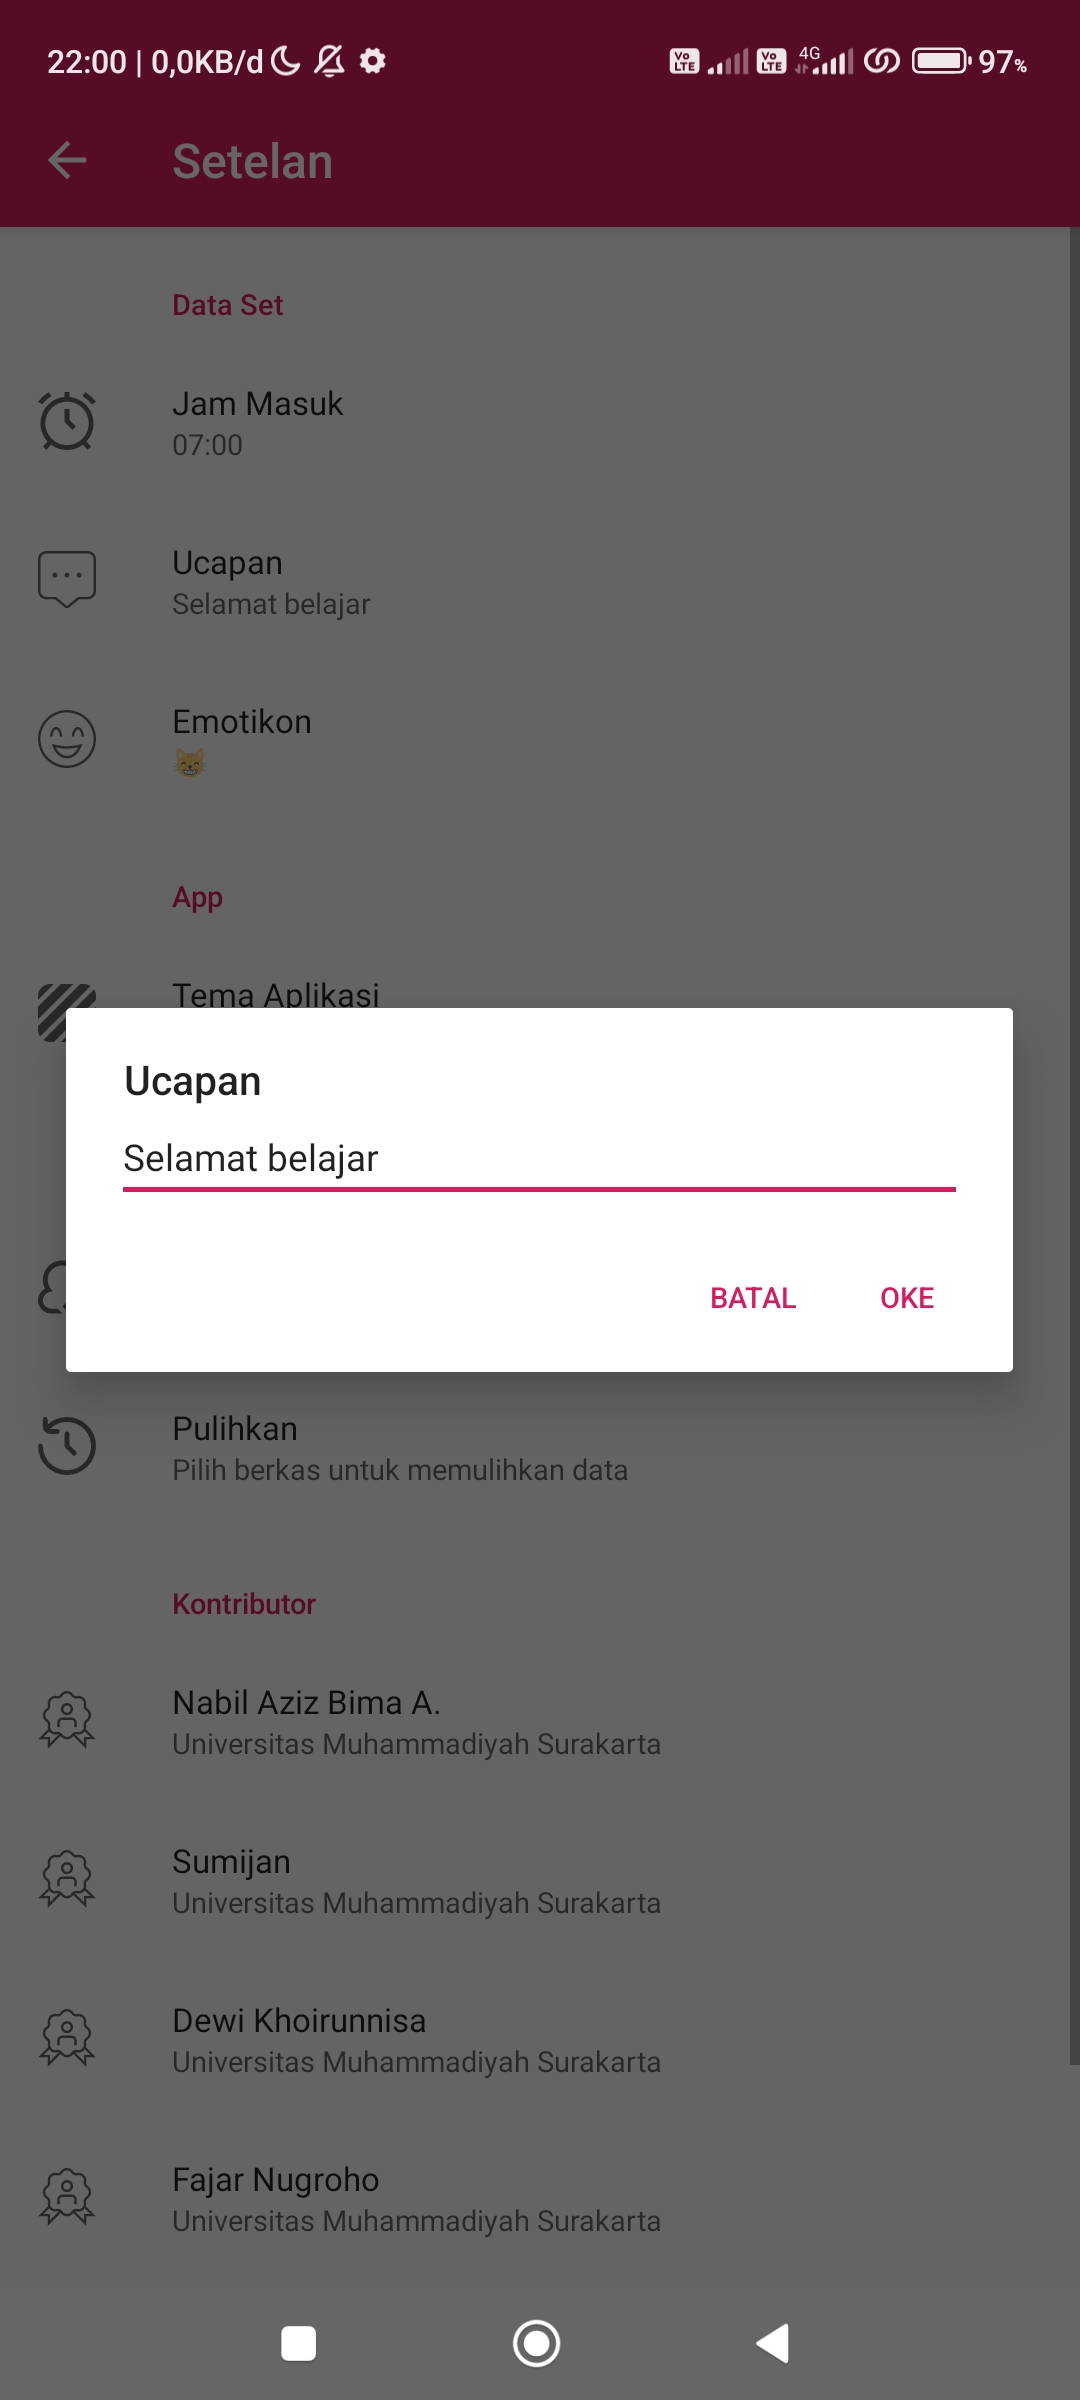 22:00 | 0,0KB/d
Vo LTE Vo LTE 4G 97%
Setelan
Data Set
Jam Masuk
07:00
Ucapan
Selamat belajar
Emotikon
😸
App
Tema Aplikasi
Ucapan
Selamat belajar
BATAL OKE
Pulihkan
Pilih berkas untuk memulihkan data
Kontributor
Nabil Aziz Bima A.
Universitas Muhammadiyah Surakarta
Sumijan
Universitas Muhammadiyah Surakarta
Dewi Khoirunnisa
Universitas Muhammadiyah Surakarta
Fajar Nugroho
Universitas Muhammadiyah Surakarta